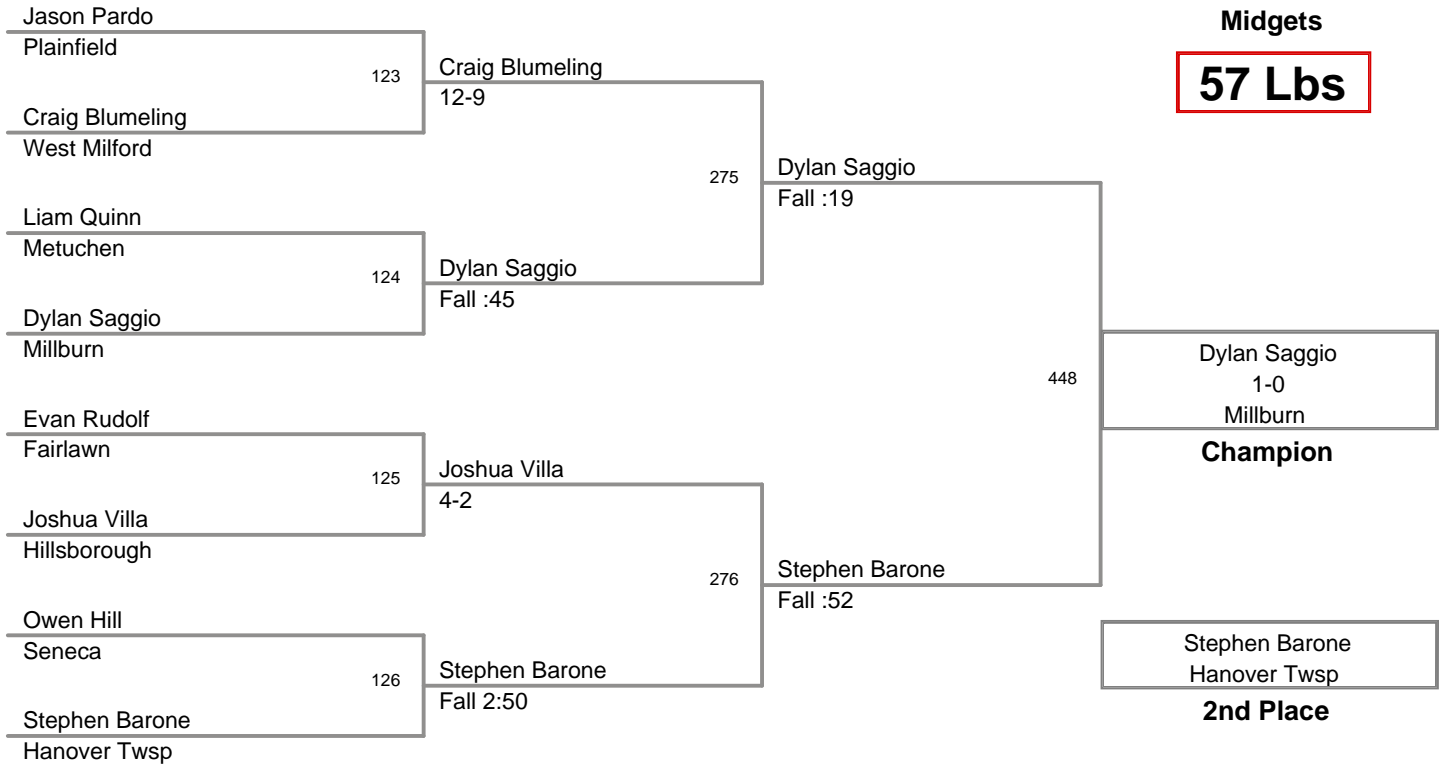 Jason Pardo
Plainfield
123
Craig Blumeling
West Milford
Liam Quinn
Metuchen
124
Dylan Saggio
Millburn
Evan Rudolf
Fairlawn
125
Joshua Villa
Hillsborough
Owen Hill
Seneca
126
Stephen Barone
Hanover Twsp
Craig Blumeling
12-9
275
Dylan Saggio
Fall :45
Joshua Villa
4-2
276
Stephen Barone
Fall 2:50
Dylan Saggio
Fall :19
448
Stephen Barone
Fall :52
Midgets
57 Lbs
Dylan Saggio
1-0
Millburn
Champion
Stephen Barone
Hanover Twsp
2nd Place